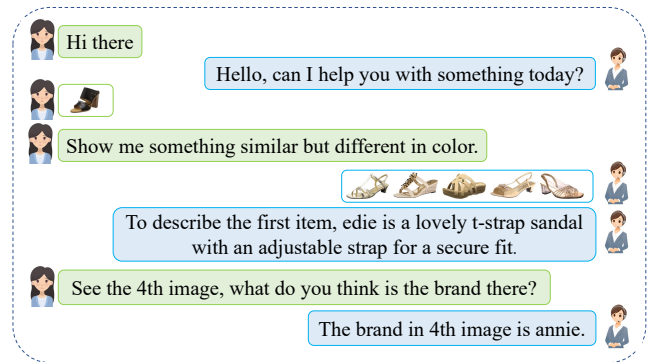 Hi there
Hello, can I help you with something today?
Show me something similar but different in color.
To describe the first item, edie is a lovely t-strap sandal
with an adjustable strap for a secure fit.
See the 4th image, what do you think is the brand there?
The brand in 4th image is annie.